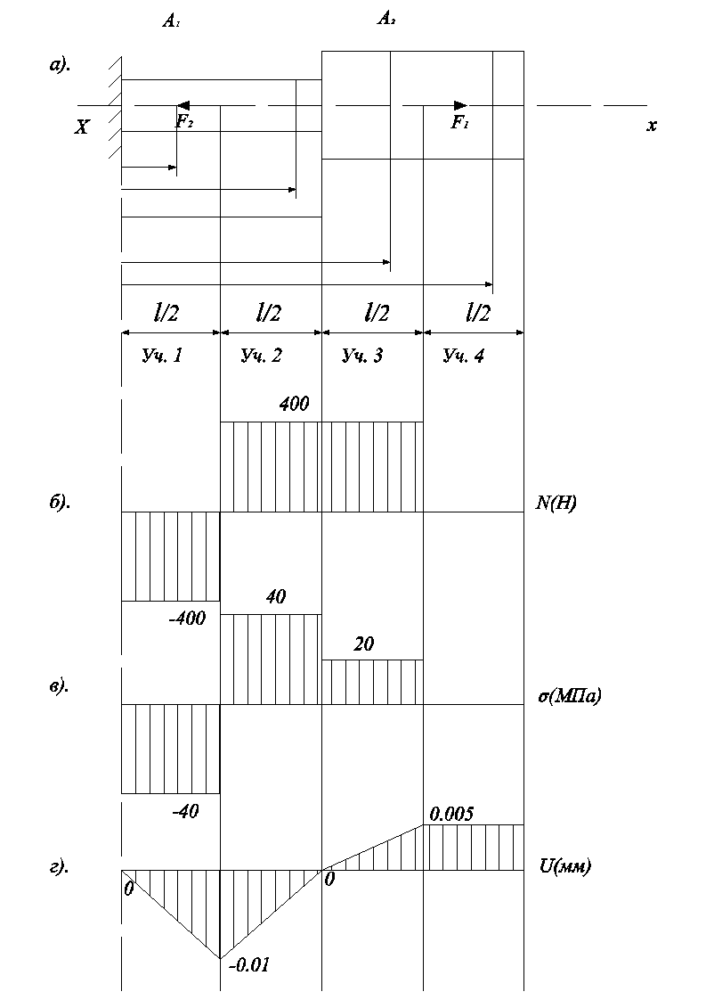 A₁ A₂
а).
F₂ F₁
X x
l/2 l/2 l/2 l/2
Уч. 1 Уч. 2 Уч. 3 Уч. 4
400
б). N(Н)
-400
40
20
в). σ(МПа)
-40
0.005
г). U(мм)
0 0
-0.01